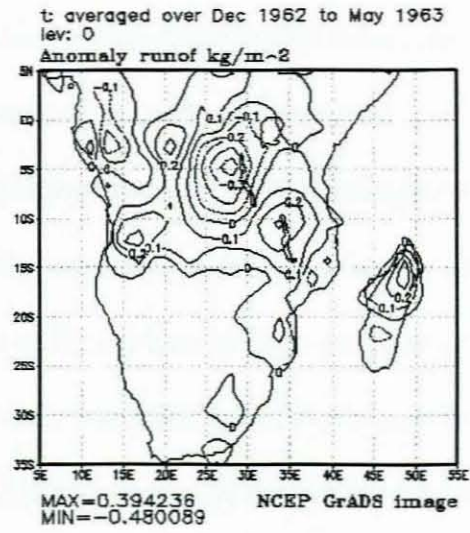 t: averaged over Dec 1962 to May 1963
lev: 0
Anomaly runof kg/m~2
5N
EQ
5S
10S
15S
20S
25S
30S
35S
5E 10E 15E 20E 25E 30E 35E 40E 45E 50E 55E
MAX=0.394236
MIN=-0.480089
NCEP GrADS image